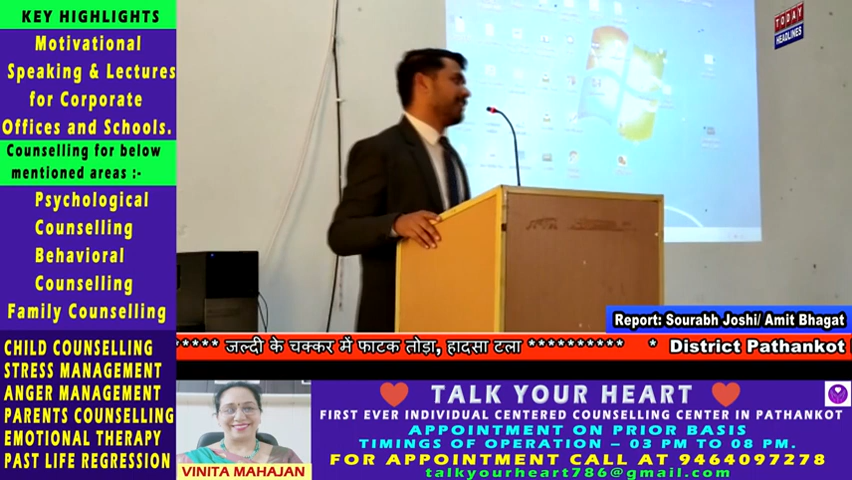 KEY HIGHLIGHTS
Motivational
Speaking & Lectures
for Corporate
Offices and Schools.
Counselling for below
mentioned areas :-
Psychological
Counselling
Behavioral
Counselling
Family Counselling
CHILD COUNSELLING
STRESS MANAGEMENT
ANGER MANAGEMENT
PARENTS COUNSELLING
EMOTIONAL THERAPY
PAST LIFE REGRESSION
TODAY
HEADLINES
Report: Sourabh Joshi/ Amit Bhagat
***** जल्दी के चक्कर में फाटक तोड़ा, हादसा टला ********** * District Pathankot
VINITA MAHAJAN
TALK YOUR HEART
FIRST EVER INDIVIDUAL CENTERED COUNSELLING CENTER IN PATHANKOT
APPOINTMENT ON PRIOR BASIS
TIMINGS OF OPERATION – 03 PM TO 08 PM.
FOR APPOINTMENT CALL AT 9464097278
talkyourheart786@gmail.com